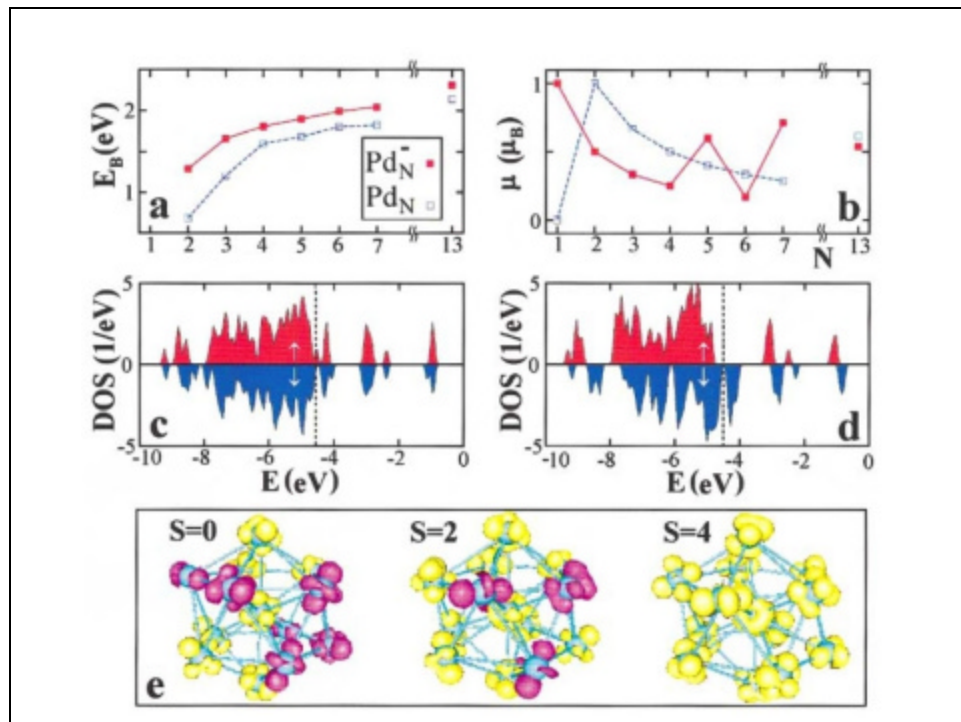 2
1
E_B (eV)
a
Pd_N^-
Pd_N
1 2 3 4 5 6 7 13
1
0
μ (μ_B)
b
1 2 3 4 5 6 7 N 13
5
0
-5
DOS (1/eV)
c
-10 -8 -6 -4 -2 0
E (eV)
5
0
-5
DOS (1/eV)
d
-10 -8 -6 -4 -2 0
E (eV)
S=0 S=2 S=4
e